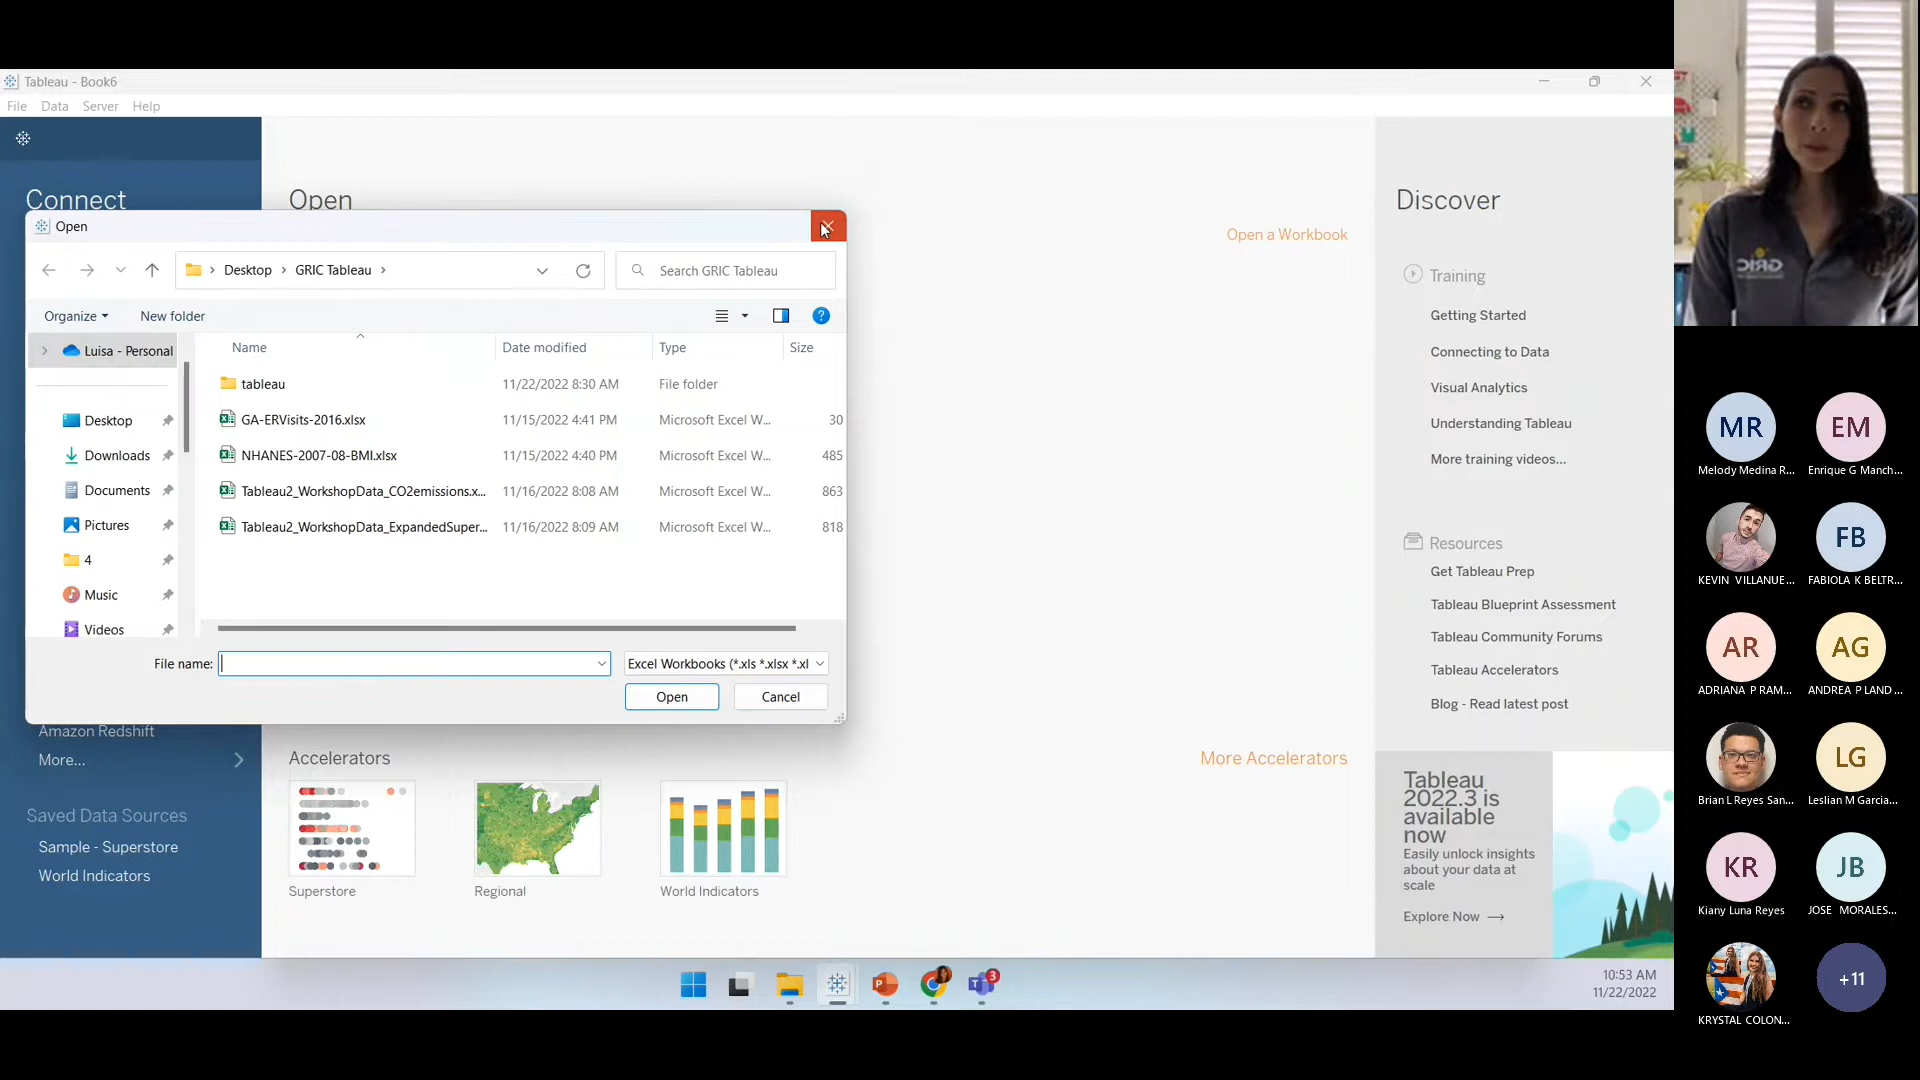 Tableau - Book6
File Data Server Help
Connect
Open
Open a Workbook
Open
Desktop > GRIC Tableau >
Search GRIC Tableau
Organize
New folder
Luisa - Personal
Desktop
Downloads
Documents
Pictures
4
Music
Videos
Name Date modified Type Size
tableau 11/22/2022 8:30 AM File folder
GA-ERVisits-2016.xlsx 11/15/2022 4:41 PM Microsoft Excel W... 30
NHANES-2007-08-BMI.xlsx 11/15/2022 4:40 PM Microsoft Excel W... 485
Tableau2_WorkshopData_CO2emissions.x... 11/16/2022 8:08 AM Microsoft Excel W... 863
Tableau2_WorkshopData_ExpandedSuper... 11/16/2022 8:09 AM Microsoft Excel W... 818
File name:
Excel Workbooks (*.xls *.xlsx *.xl
Open
Cancel
Amazon Redshift
More...
Saved Data Sources
Sample - Superstore
World Indicators
Accelerators
More Accelerators
Superstore
Regional
World Indicators
Discover
Training
Getting Started
Connecting to Data
Visual Analytics
Understanding Tableau
More training videos...
Resources
Get Tableau Prep
Tableau Blueprint Assessment
Tableau Community Forums
Tableau Accelerators
Blog - Read latest post
Tableau
2022.3 is
available
now
Easily unlock insights
about your data at
scale
Explore Now →
3
10:53 AM
11/22/2022
GRIC
MR
Melody Medina R...
EM
Enrique G Manch...
KEVIN VILLANUE...
FB
FABIOLA K BELTR...
AR
ADRIANA P RAM...
AG
ANDREA P LAND...
Brian L Reyes San...
LG
Leslian M Garcia...
KR
Kiany Luna Reyes
JB
JOSE MORALES...
KRYSTAL COLON...
+11